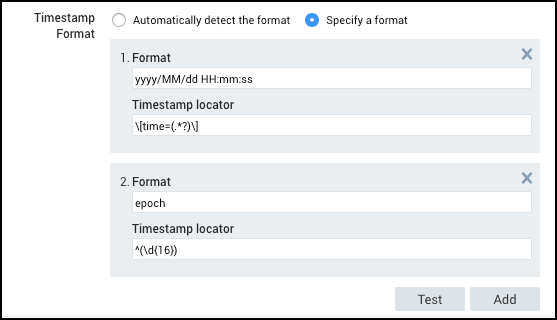 Timestamp Format
Automatically detect the format
Specify a format
1. Format
yyyy/MM/dd HH:mm:ss
Timestamp locator
\[time=(.*?)\]
2. Format
epoch
Timestamp locator
^(\d{16})
Test
Add